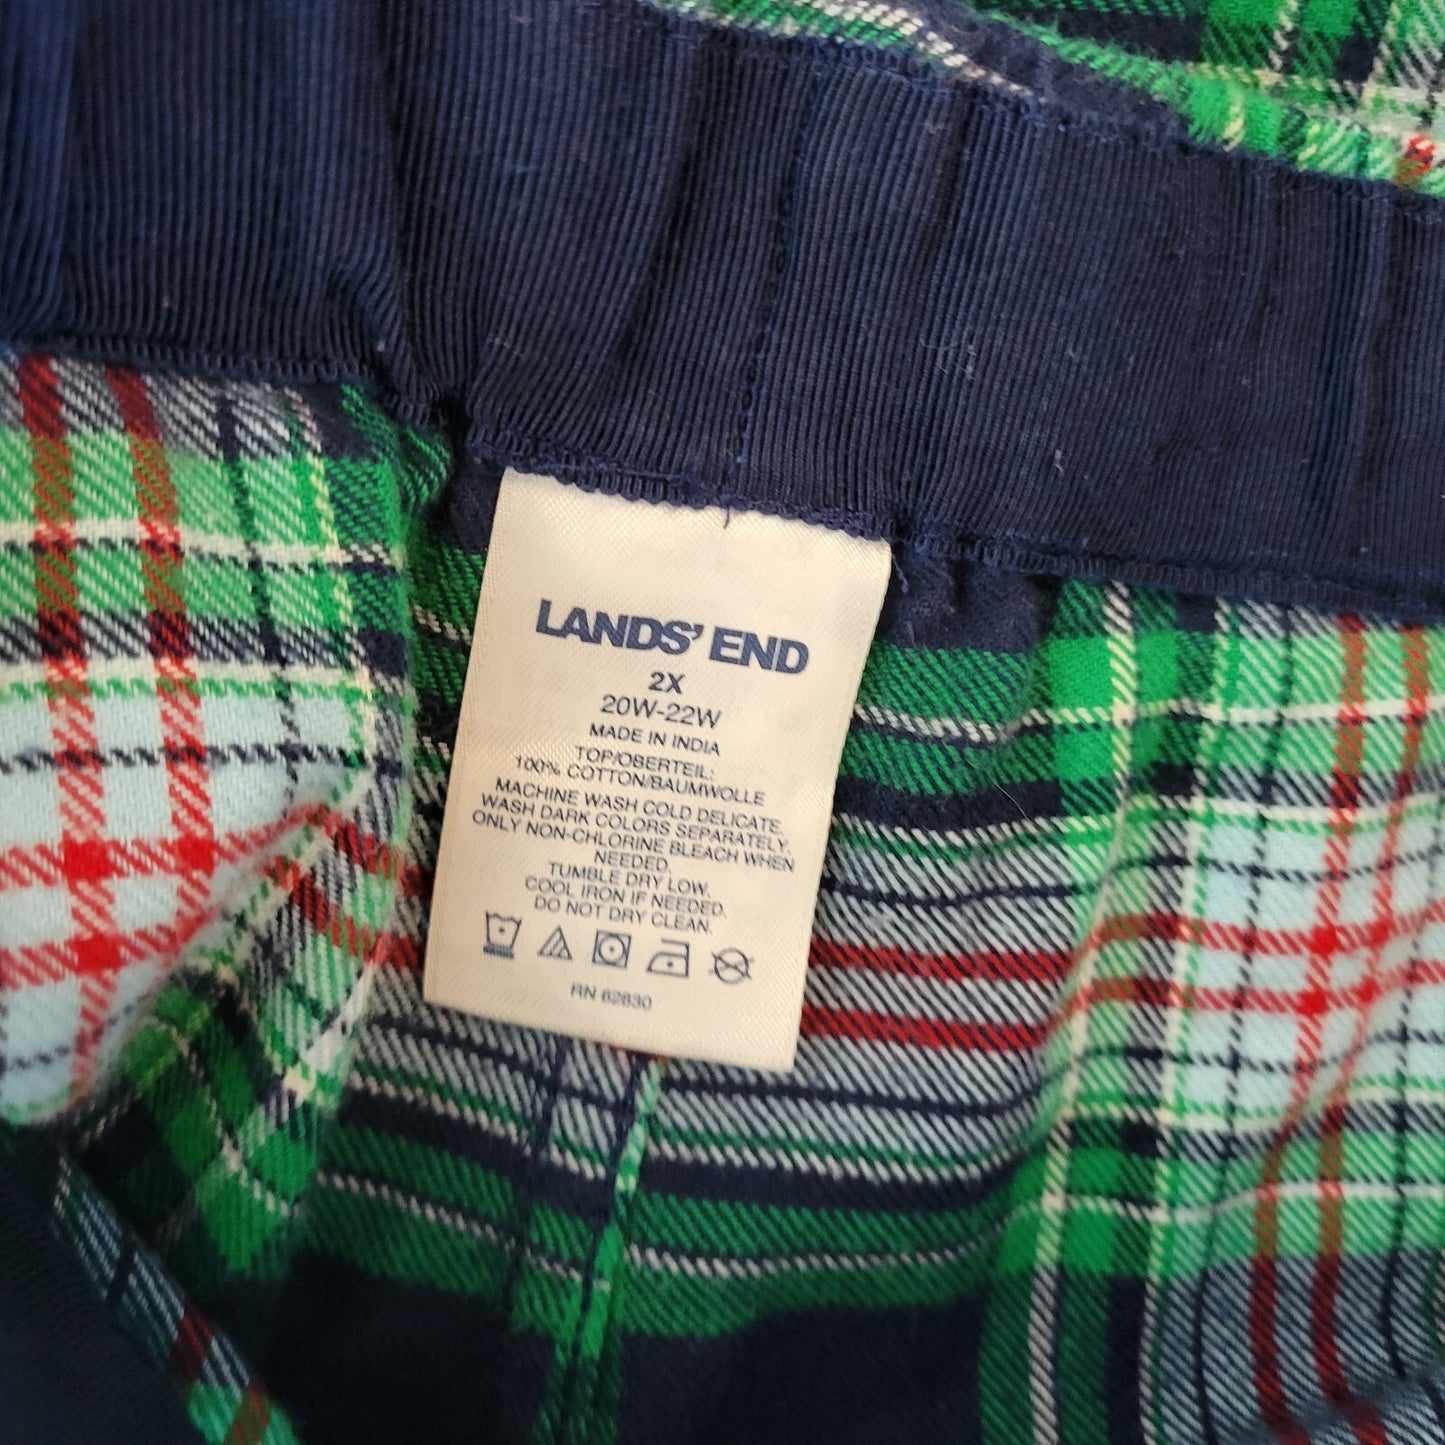 LANDS' END
2X
20W-22W
MADE IN INDIA
TOP/OBERTEIL:
100% COTTON/BAUMWOLLE
MACHINE WASH COLD DELICATE.
WASH DARK COLORS SEPARATELY.
ONLY NON-CHLORINE BLEACH WHEN
NEEDED.
TUMBLE DRY LOW.
COOL IRON IF NEEDED.
DO NOT DRY CLEAN.
RN 62830